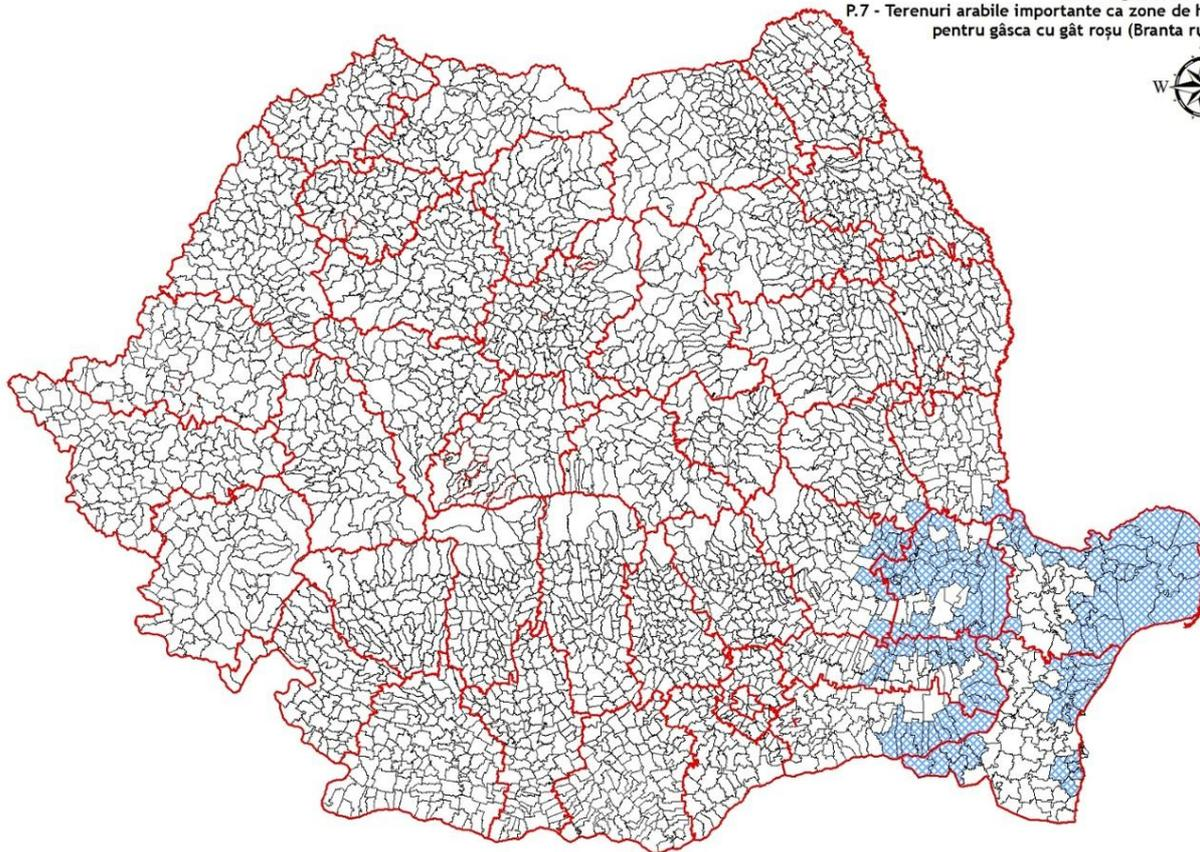 P.7 - Terenuri arabile importante ca zone de
pentru gâsca cu gât roșu (Branta
W